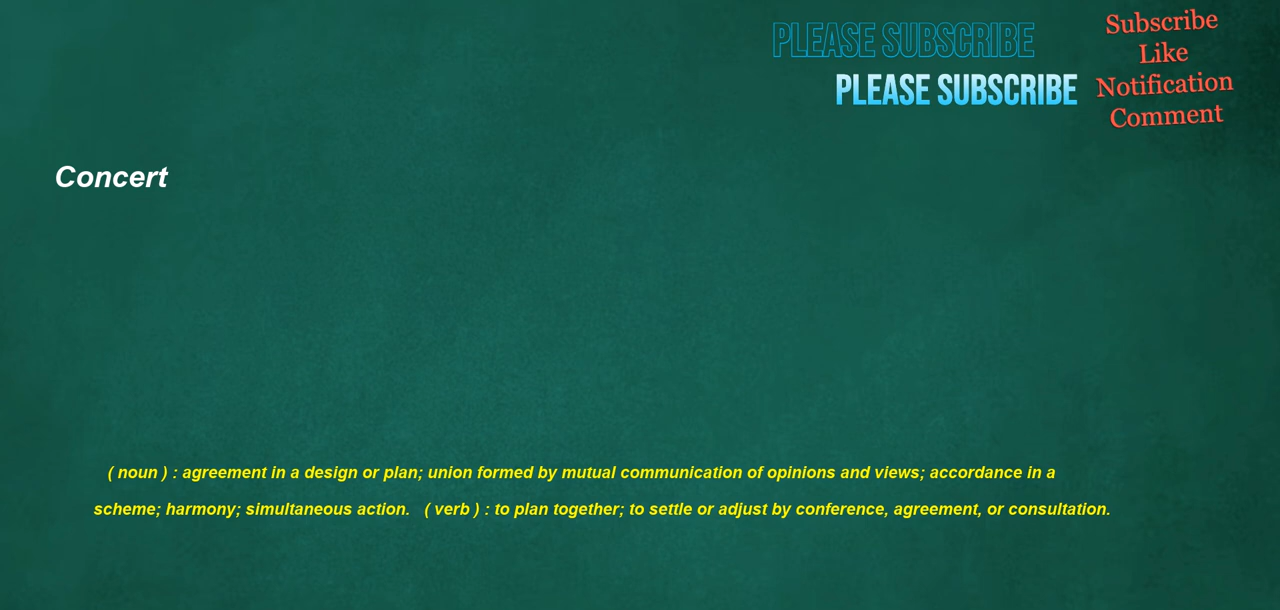 PLEASE SUBSCRIBE
PLEASE SUBSCRIBE
Subscribe
Like
Notification
Comment
Concert
( noun ) : agreement in a design or plan; union formed by mutual communication of opinions and views; accordance in a
scheme; harmony; simultaneous action. ( verb ) : to plan together; to settle or adjust by conference, agreement, or consultation.